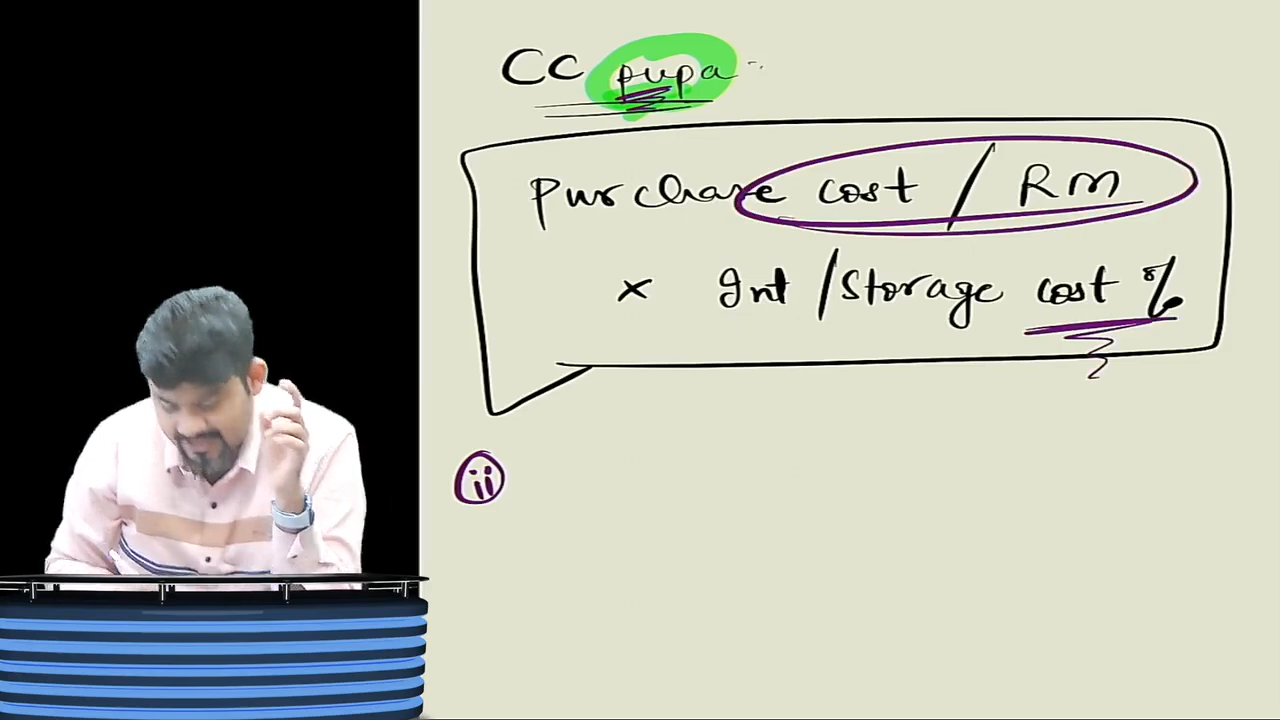 CC pupa
Purchase cost / RM
× Int / Storage cost %
ii